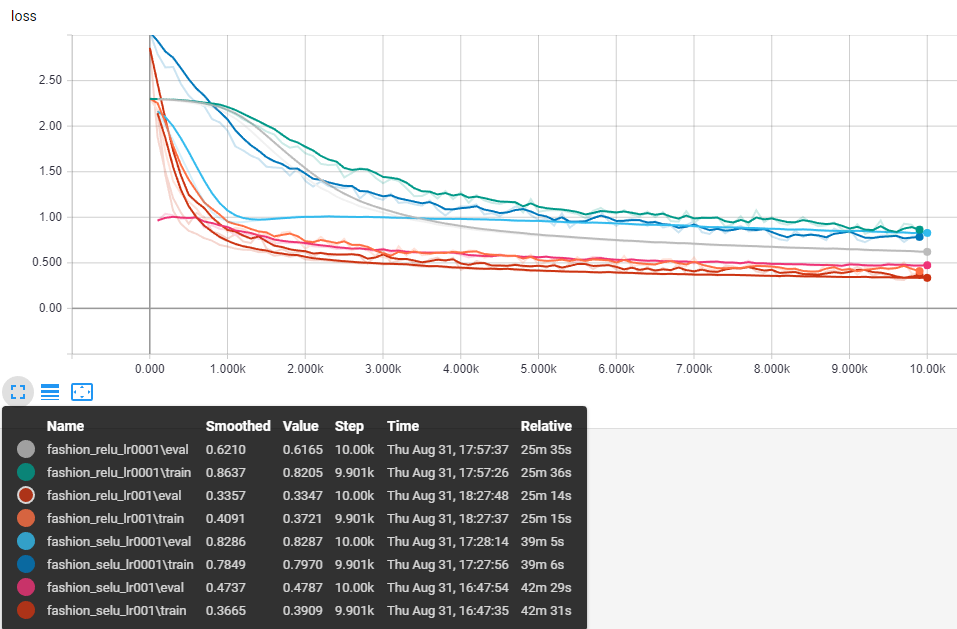 loss
2.50
2.00
1.50
1.00
0.500
0.00
0.000 1.000k 2.000k 3.000k 4.000k 5.000k 6.000k 7.000k 8.000k 9.000k 10.00k
Name Smoothed Value Step Time Relative
fashion_relu_lr0001\eval 0.6210 0.6165 10.00k Thu Aug 31, 17:57:37 25m 35s
fashion_relu_lr0001\train 0.8637 0.8205 9.901k Thu Aug 31, 17:57:26 25m 36s
fashion_relu_lr001\eval 0.3357 0.3347 10.00k Thu Aug 31, 18:27:48 25m 14s
fashion_relu_lr001\train 0.4091 0.3721 9.901k Thu Aug 31, 18:27:37 25m 15s
fashion_selu_lr0001\eval 0.8286 0.8287 10.00k Thu Aug 31, 17:28:14 39m 5s
fashion_selu_lr0001\train 0.7849 0.7970 9.901k Thu Aug 31, 17:27:56 39m 6s
fashion_selu_lr001\eval 0.4737 0.4787 10.00k Thu Aug 31, 16:47:54 42m 29s
fashion_selu_lr001\train 0.3665 0.3909 9.901k Thu Aug 31, 16:47:35 42m 31s